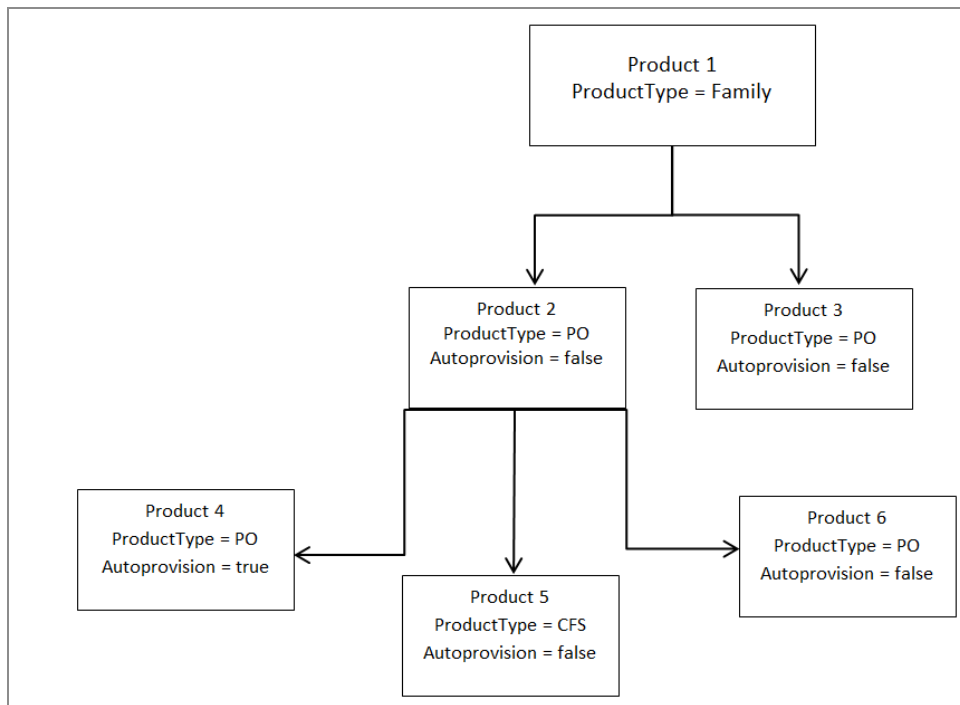 Product 1
ProductType = Family
Product 2
ProductType = PO
Autoprovision = false
Product 3
ProductType = PO
Autoprovision = false
Product 4
ProductType = PO
Autoprovision = true
Product 5
ProductType = CFS
Autoprovision = false
Product 6
ProductType = PO
Autoprovision = false